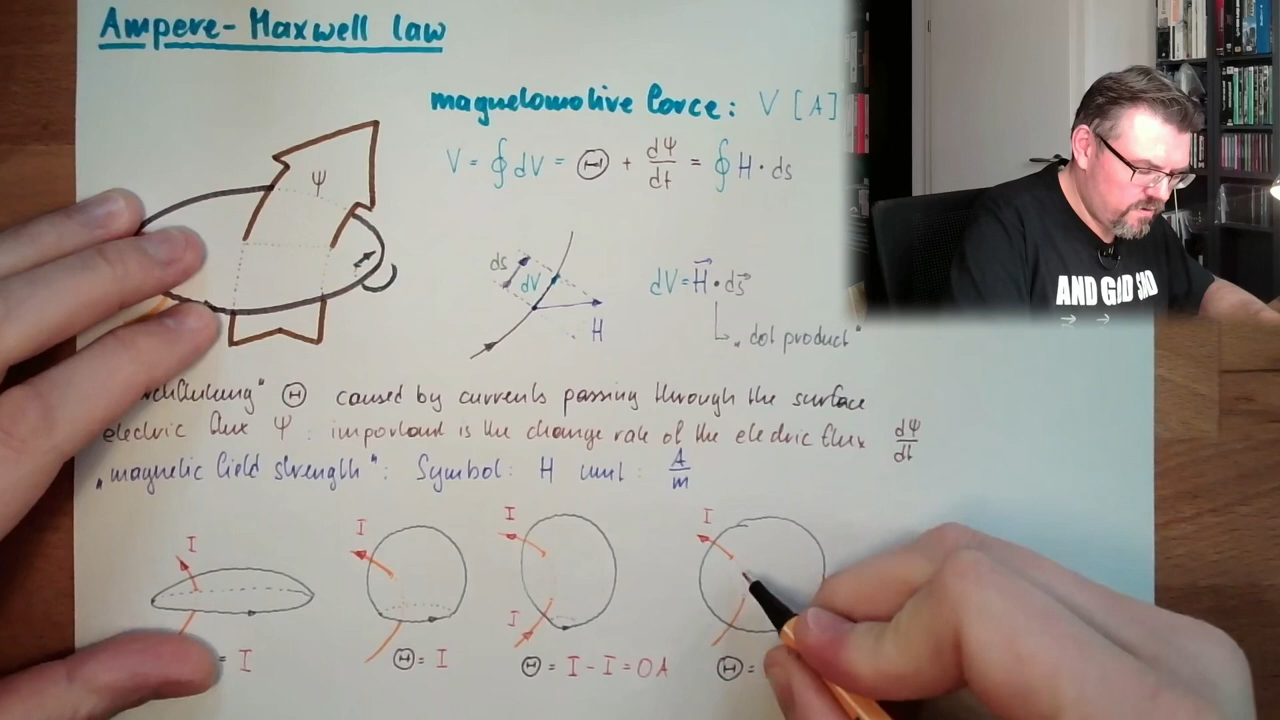 Ampere-Maxwell law
magnetomotive force: V [A]
V = ∮ dV = Θ + dΨ/dt = ∮ H · ds
Ψ
ds
dV
H
dV = H⃗ · ds⃗
"dot product"
AND GOD SAID
" Θ caused by currents passing through the surface
electric flux Ψ : important is the change rate of the electric flux dΨ/dt
"magnetic field strength": Symbol: H unit: A/m
I
I
I
I
I
= I
Θ = I
Θ = I - I = 0A
Θ =